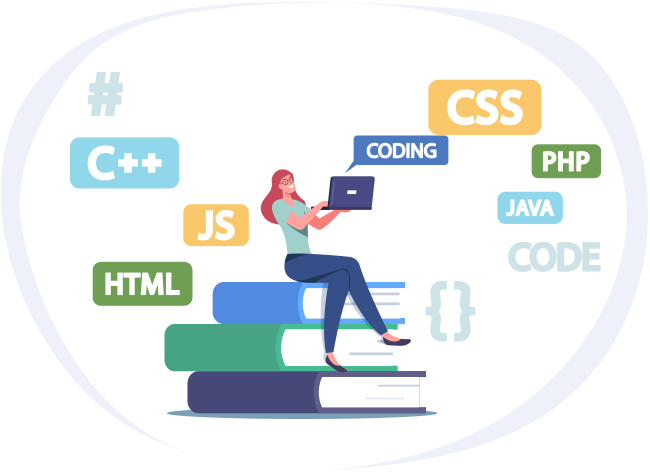 #
CSS
C++
CODING
PHP
JAVA
JS
CODE
HTML
{}